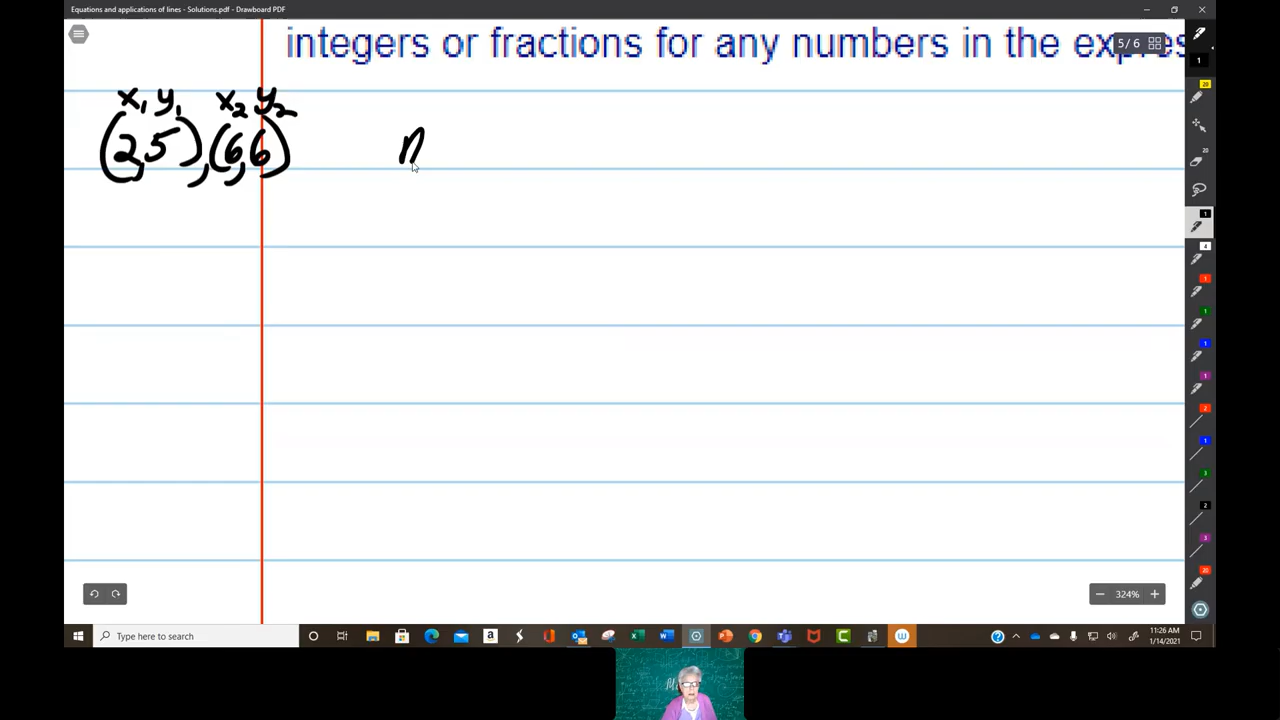 Equations and applications of lines - Solutions.pdf - Drawboard PDF
integers or fractions for any numbers in the expres
5/6
x₁ y₁ x₂ y₂
(2,5),(6,6)
324%
Type here to search
11:26 AM
1/14/2021